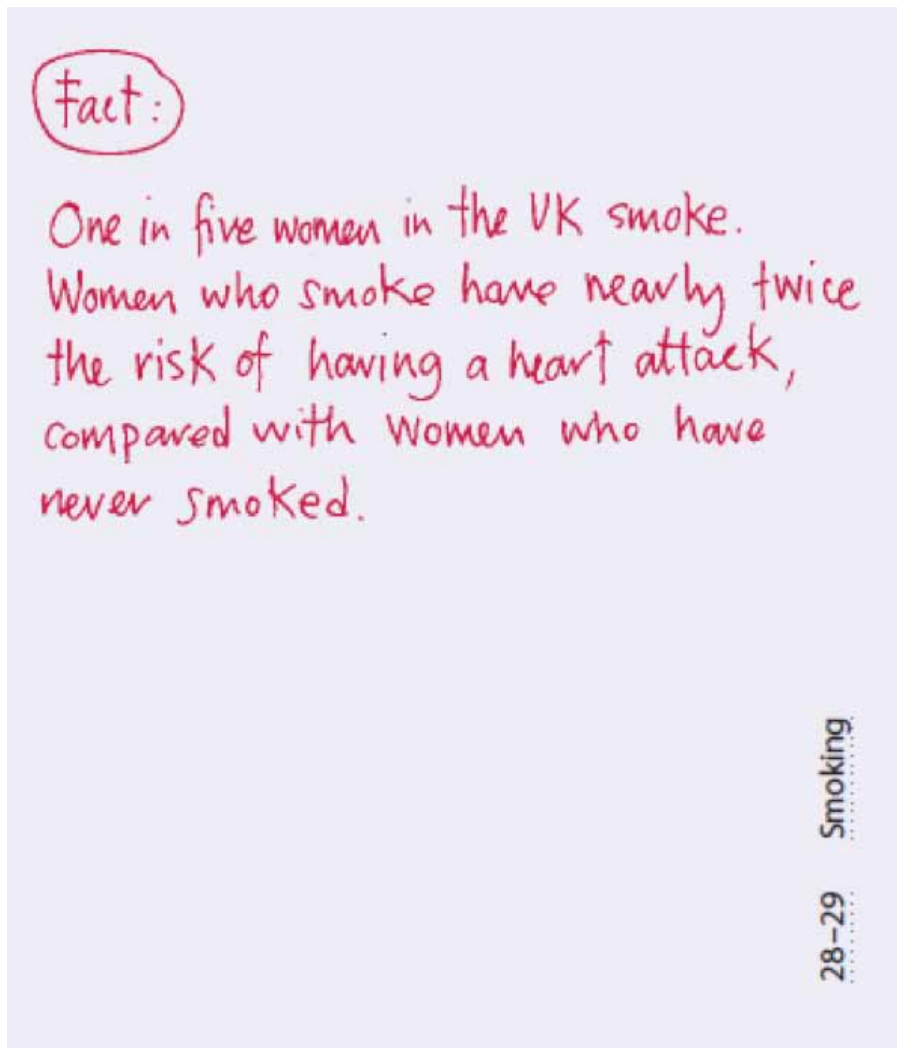 Fact:
One in five women in the UK smoke.
Women who smoke have nearly twice
the risk of having a heart attack,
compared with women who have
never smoked.
28–29 Smoking